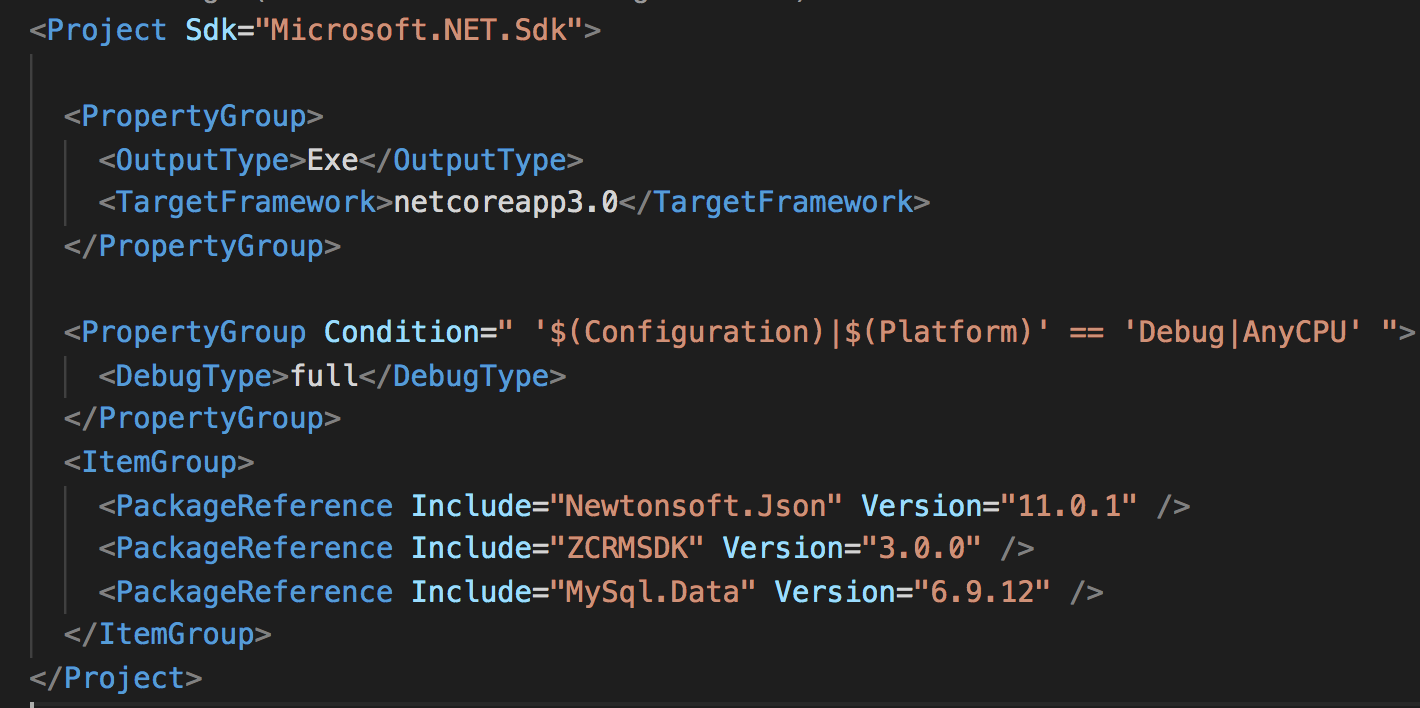 <Project Sdk="Microsoft.NET.Sdk">
<PropertyGroup>
<OutputType>Exe</OutputType>
<TargetFramework>netcoreapp3.0</TargetFramework>
</PropertyGroup>
<PropertyGroup Condition=" '$(Configuration)|$(Platform)' == 'Debug|AnyCPU' ">
<DebugType>full</DebugType>
</PropertyGroup>
<ItemGroup>
<PackageReference Include="Newtonsoft.Json" Version="11.0.1" />
<PackageReference Include="ZCRMSDK" Version="3.0.0" />
<PackageReference Include="MySql.Data" Version="6.9.12" />
</ItemGroup>
</Project>